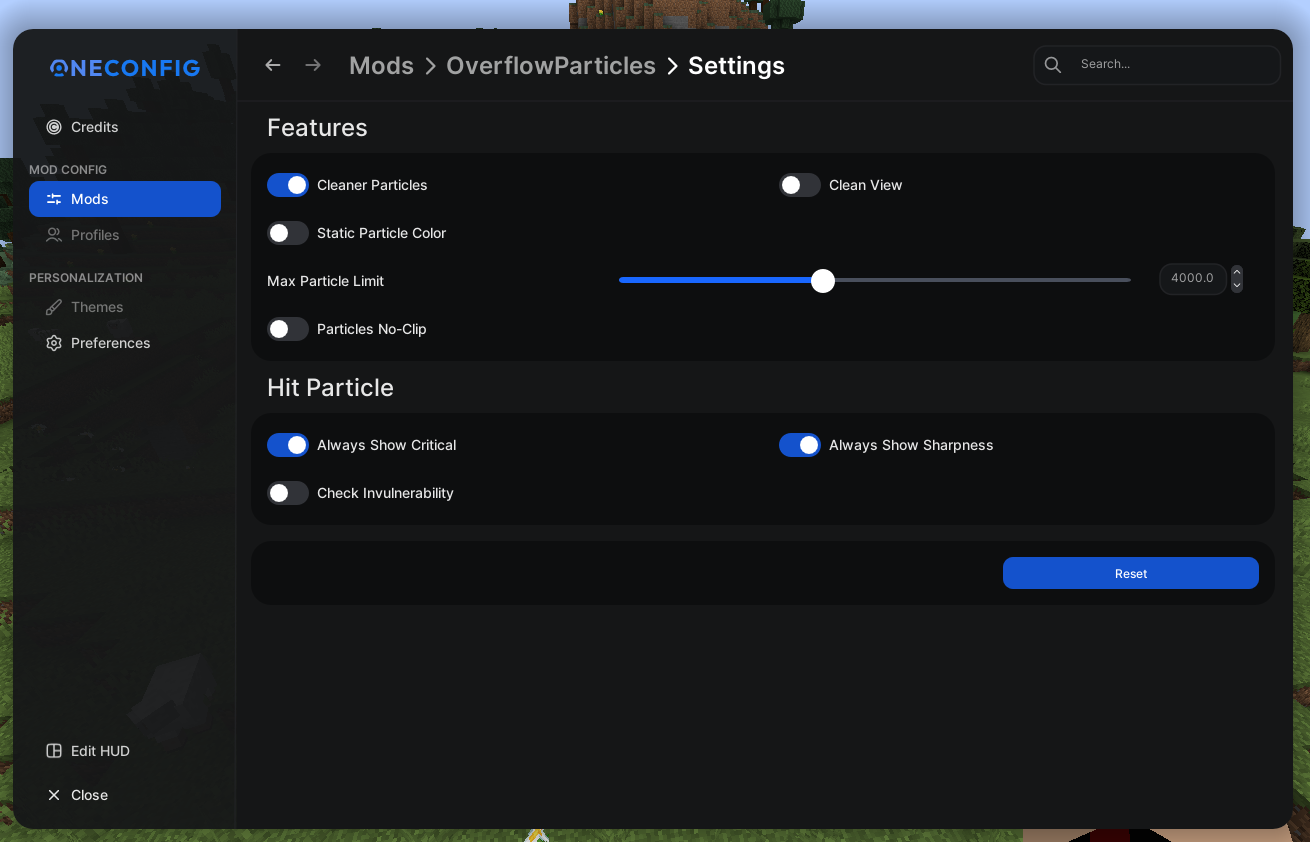 ONECONFIG
Mods > OverflowParticles > Settings
Search...
Credits
MOD CONFIG
Mods
Profiles
PERSONALIZATION
Themes
Preferences
Edit HUD
Close
Features
Cleaner Particles
Clean View
Static Particle Color
Max Particle Limit
4000.0
Particles No-Clip
Hit Particle
Always Show Critical
Always Show Sharpness
Check Invulnerability
Reset